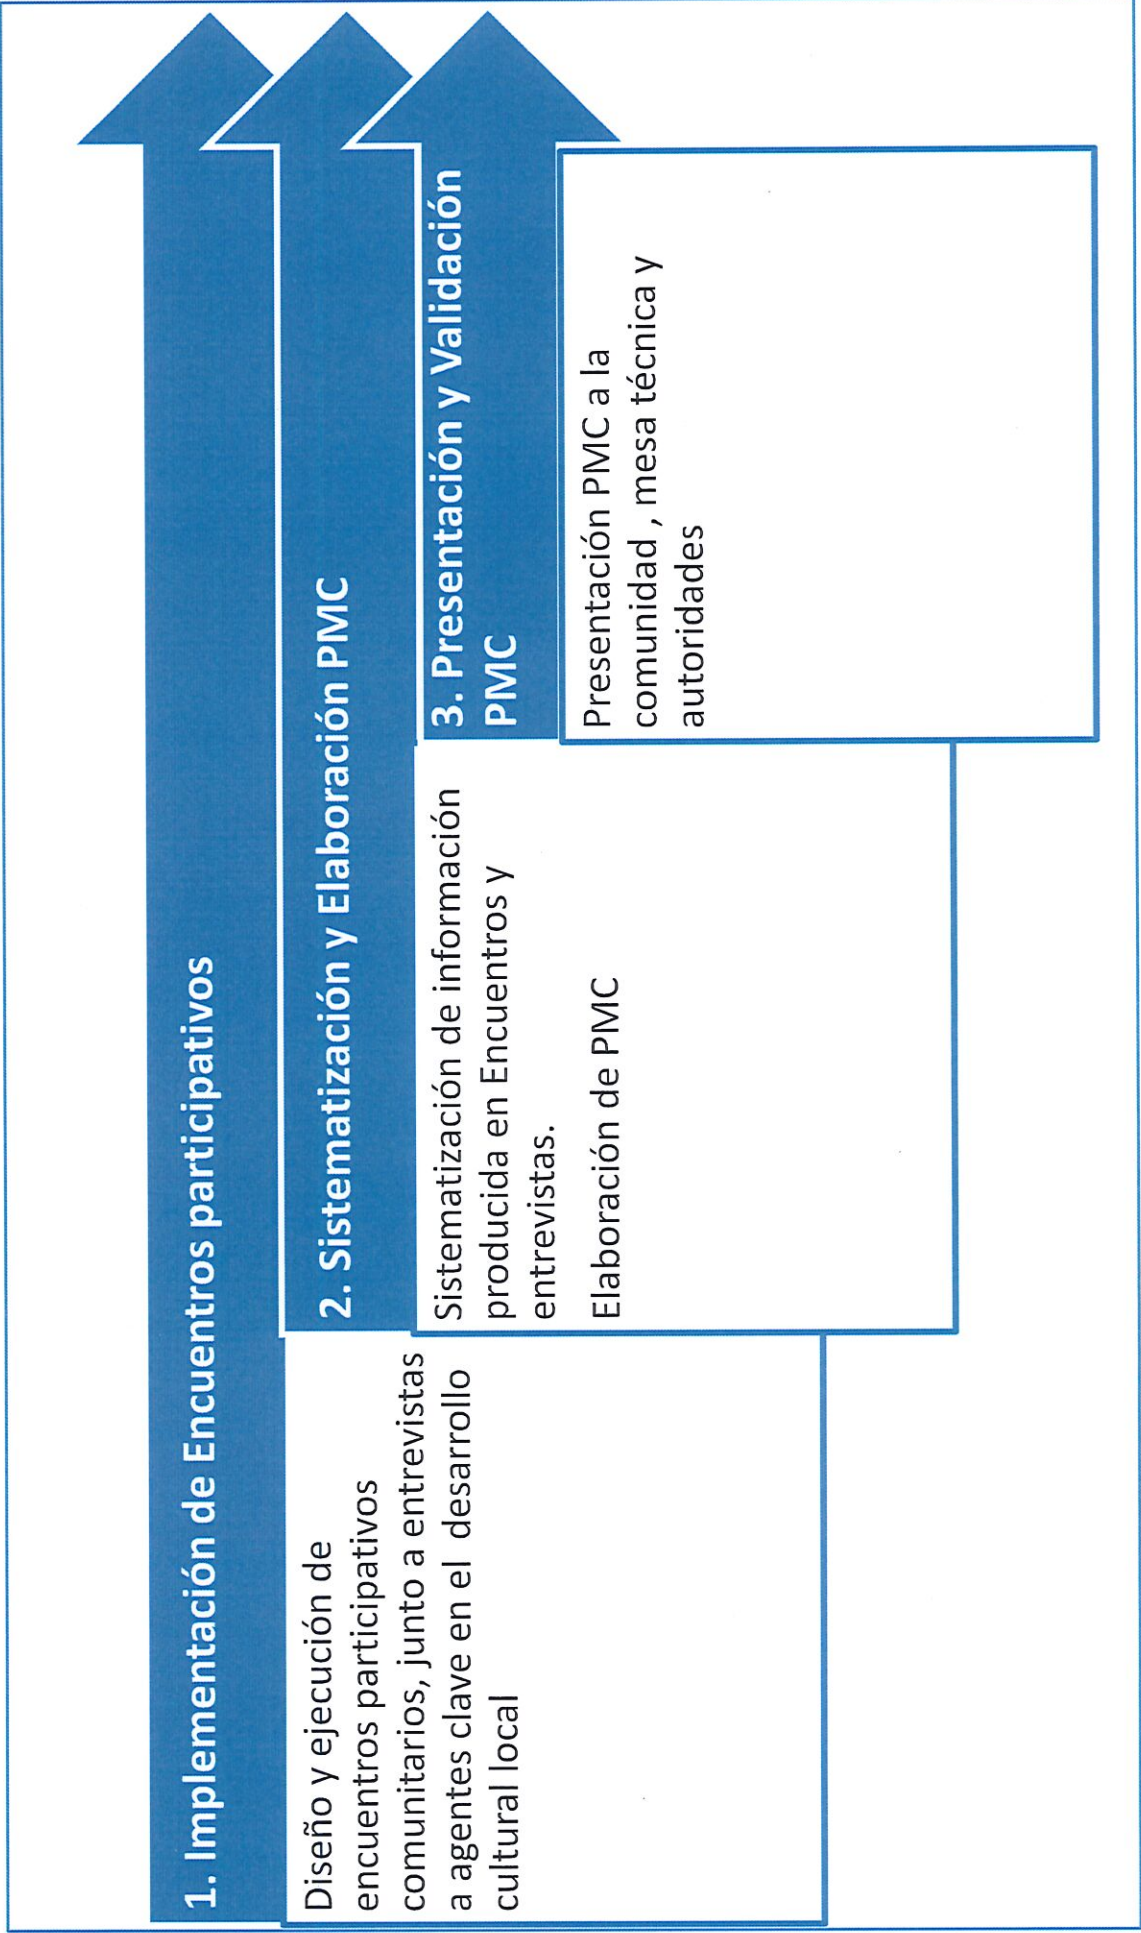 1. Implementación de Encuentros participativos
Diseño y ejecución de
encuentros participativos
comunitarios, junto a entrevistas
a agentes clave en el desarrollo
cultural local
2. Sistematización y Elaboración PMC
Sistematización de información
producida en Encuentros y
entrevistas.
Elaboración de PMC
3. Presentación y Validación
PMC
Presentación PMC a la
comunidad , mesa técnica y
autoridades